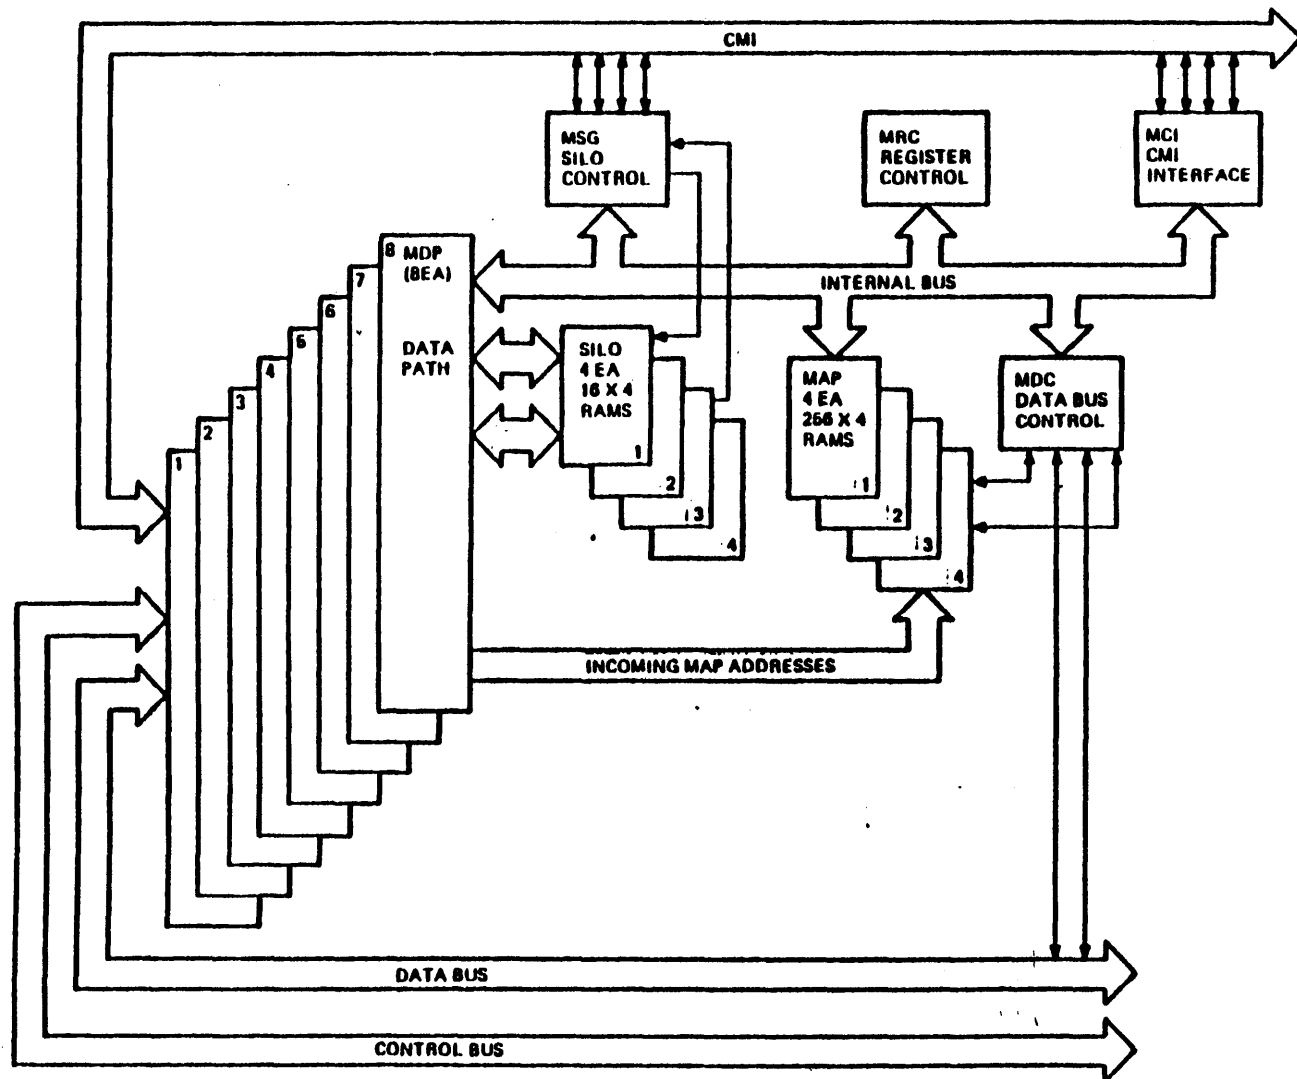 CMI
MSG
SILO
CONTROL
MRC
REGISTER
CONTROL
MCI
CMI
INTERFACE
8 MDP
(8EA)
DATA
PATH
7
6
5
4
3
2
1
INTERNAL BUS
SILO
4 EA
16 X 4
RAMS
1
2
3
4
MAP
4 EA
256 X 4
RAMS
1
2
3
4
MDC
DATA BUS
CONTROL
INCOMING MAP ADDRESSES
DATA BUS
CONTROL BUS